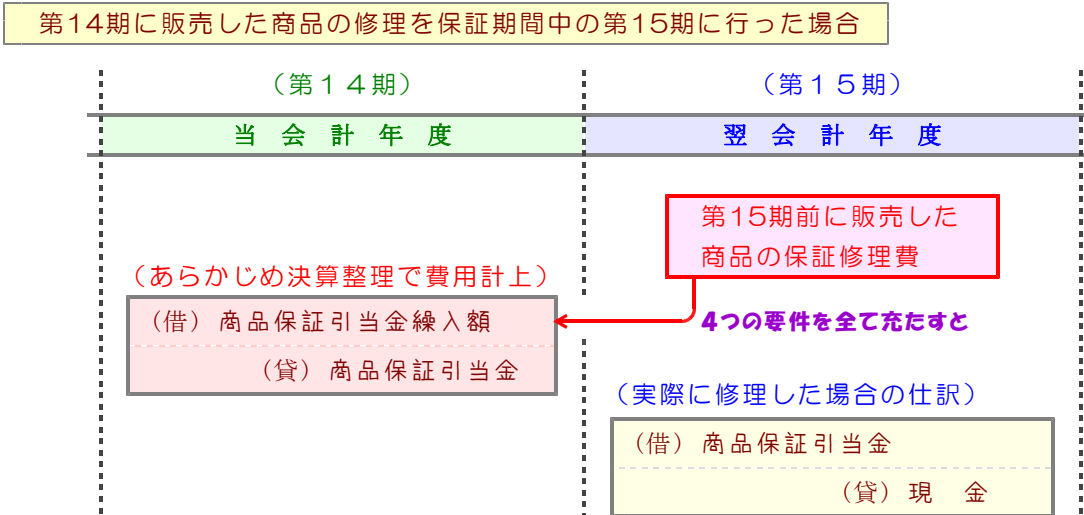 第14期に販売した商品の修理を保証期間中の第15期に行った場合
（第１４期）
（第１５期）
当会計年度
翌会計年度
第15期前に販売した
商品の保証修理費
（あらかじめ決算整理で費用計上）
（借）商品保証引当金繰入額
4つの要件を全て充たすと
（貸）商品保証引当金
（実際に修理した場合の仕訳）
（借）商品保証引当金
（貸）現　金